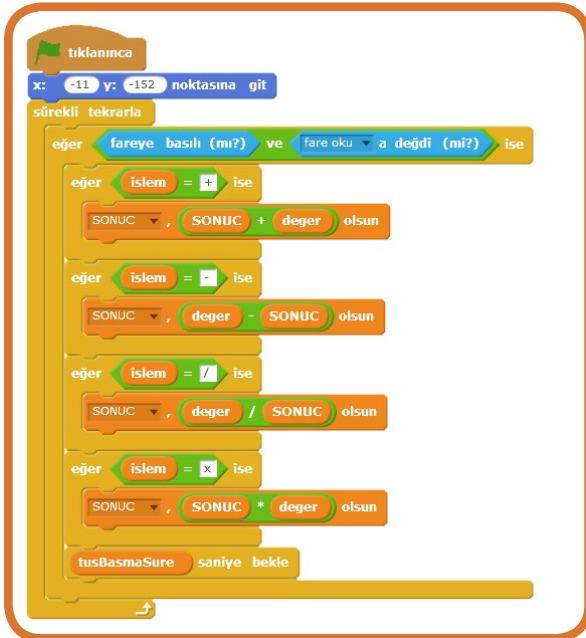 tıklanınca
x: -11 y: -152 noktasına git
sürekli tekrarla
eğer fareye basılı (mı?) ve fare oku a değdi (mi?) ise
eğer islem = + ise
SONUC , SONUC + deger olsun
eğer islem = - ise
SONUC , deger - SONUC olsun
eğer islem = / ise
SONUC , deger / SONUC olsun
eğer islem = x ise
SONUC , SONUC * deger olsun
tusBasmaSure saniye bekle